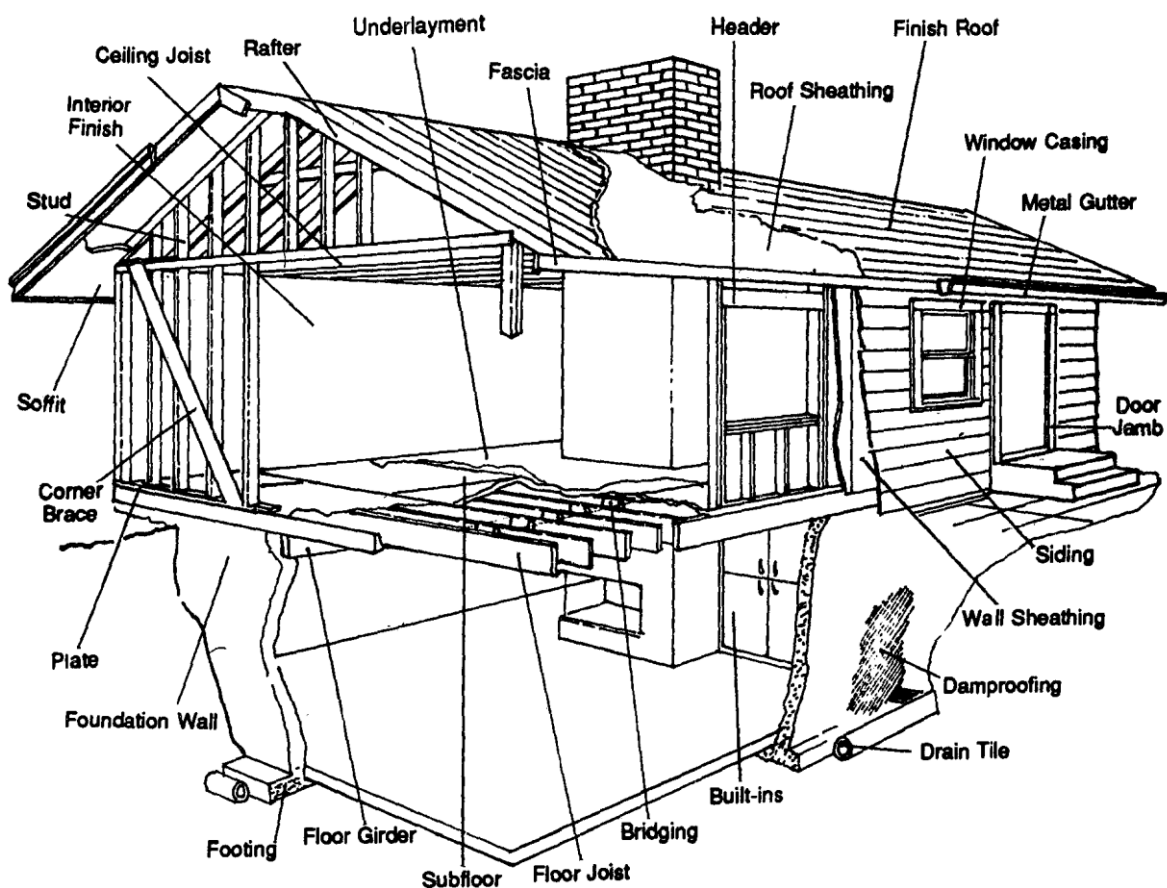 Underlayment
Header
Finish Roof
Ceiling Joist
Rafter
Fascia
Roof Sheathing
Interior
Finish
Window Casing
Metal Gutter
Stud
Soffit
Door
Jamb
Corner
Brace
Siding
Wall Sheathing
Plate
Damproofing
Foundation Wall
Drain Tile
Built-ins
Bridging
Footing
Floor Girder
Subfloor
Floor Joist